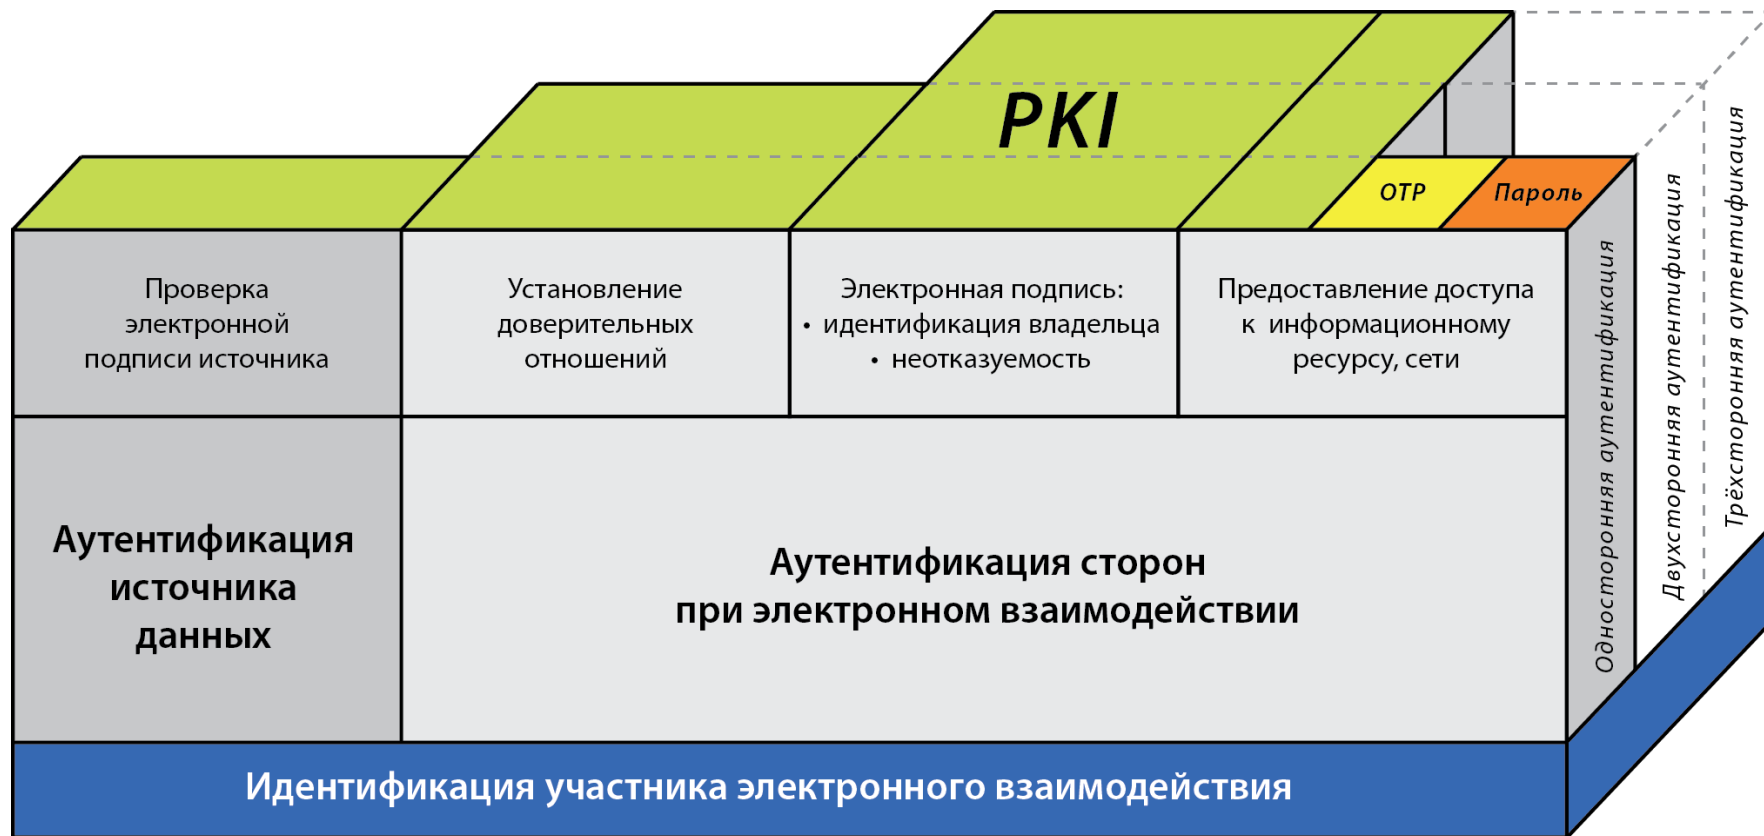 PKI
OTP
Пароль
Проверка
электронной
подписи источника
Установление
доверительных
отношений
Электронная подпись:
• идентификация владельца
• неотказуемость
Предоставление доступа
к информационному
ресурсу, сети
Односторонняя аутентификация
Двухсторонняя аутентификация
Трёхсторонняя аутентификация
Аутентификация
источника
данных
Аутентификация сторон
при электронном взаимодействии
Идентификация участника электронного взаимодействия